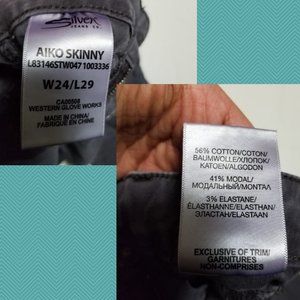 Silver
JEANS CO.
AIKO SKINNY
L83146STW047 1003336
W24/L29
CA00508
WESTERN GLOVE WORKS
MADE IN CHINA/
FABRIQUE EN CHINE
56% COTTON/COTON/
BAUMWOLLE/ХЛОПОК/
KATOEN/ALGODON
41% MODAL/
МОДАЛЬНЫЙ/MONTAJ
3% ELASTANE/
ÉLASTHANNE/ELASTHAN/
ЭЛАСТАН/ELASTAAN
EXCLUSIVE OF TRIM/
GARNITURES
NON-COMPRISES